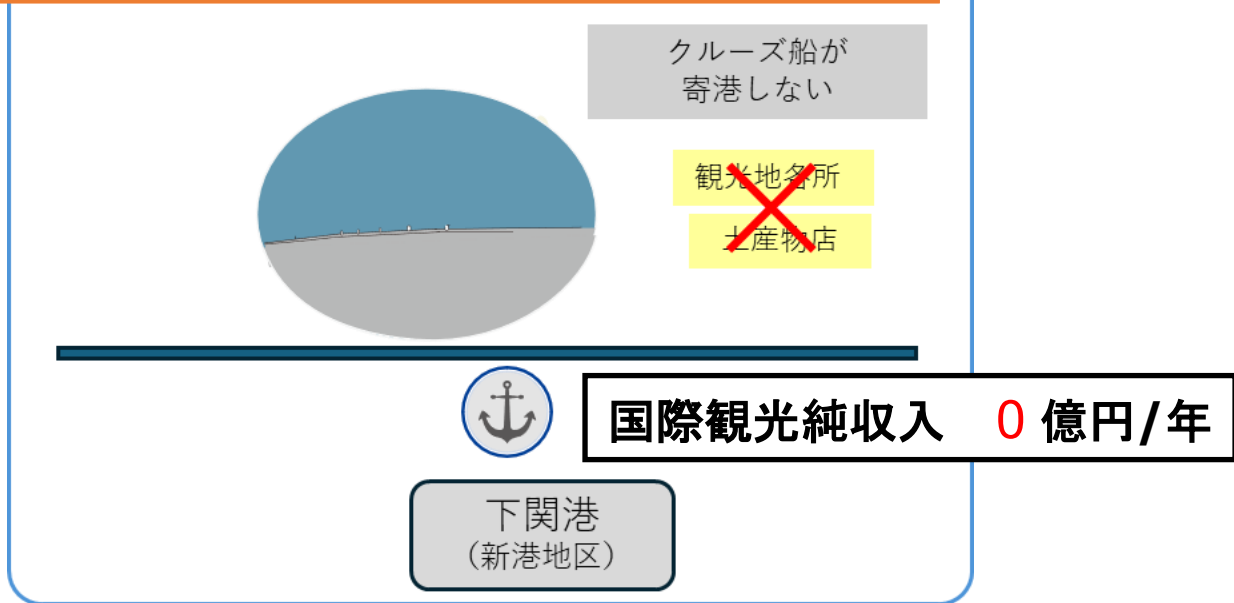 クルーズ船が
寄港しない
観光地各所
土産物店
国際観光純収入 0 億円/年
下関港
（新港地区）